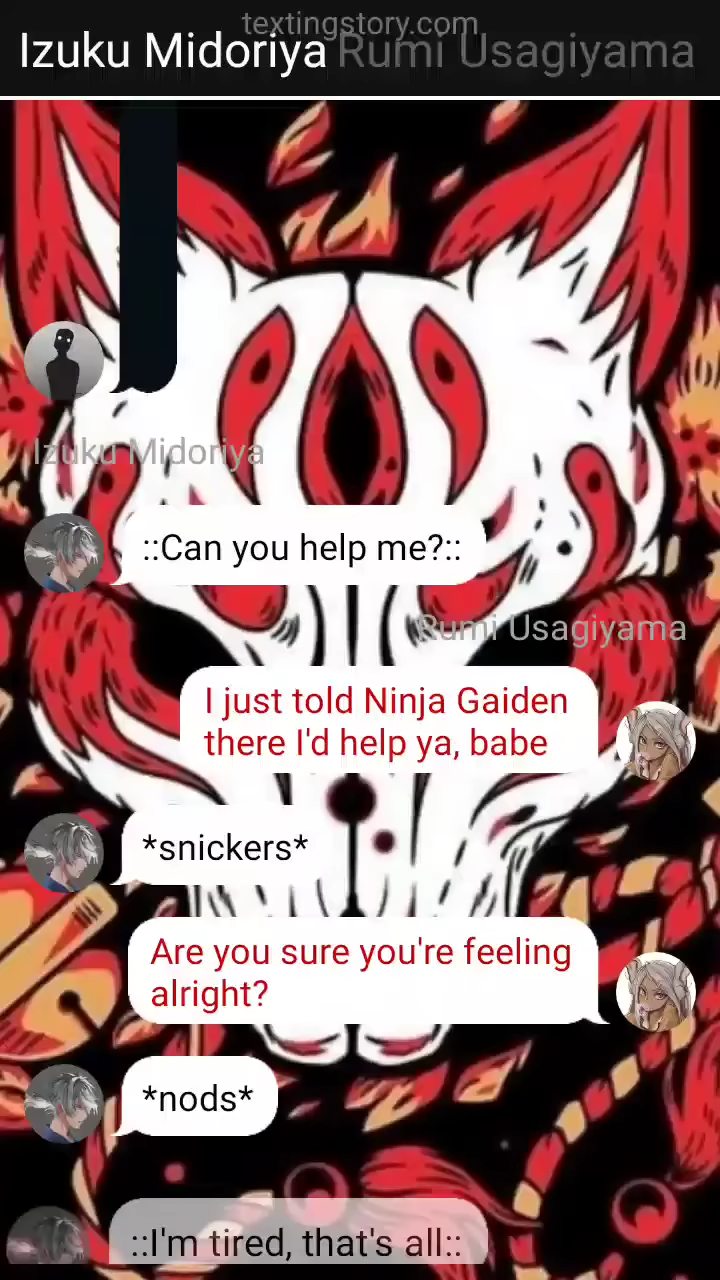 textingstory.com
Izuku Midoriya Rumi Usagiyama
Izuku Midoriya
::Can you help me?::
Rumi Usagiyama
I just told Ninja Gaiden
there I'd help ya, babe
*snickers*
Are you sure you're feeling
alright?
*nods*
::I'm tired, that's all::